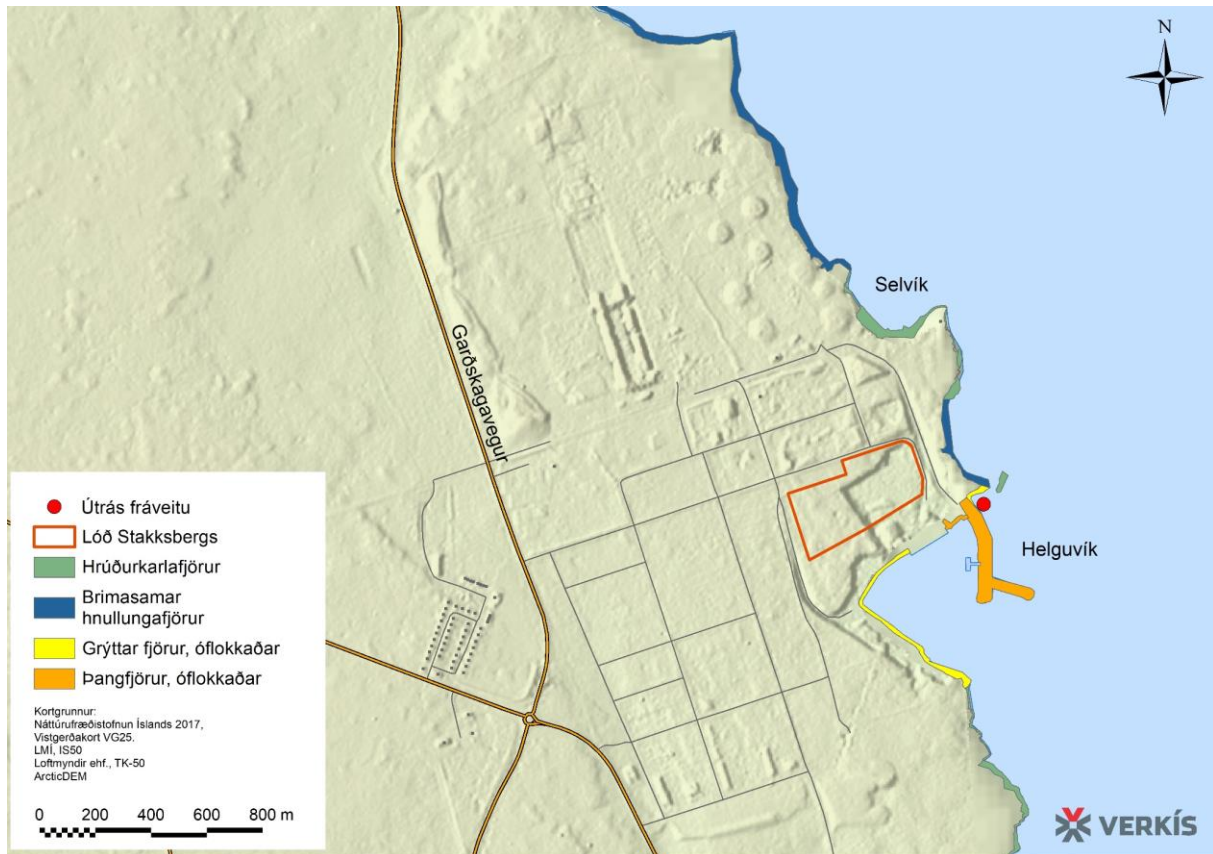 N
Selvík
Garðskagavegur
Helguvík
Útrás fráveitu
Lóð Stakksbergs
Hrúðurkarlafjörur
Brimasamar
hnullungafjörur
Grýttar fjörur, óflokkaðar
Þangfjörur, óflokkaðar
Kortgrunnur:
Náttúrufræðistofnun Íslands 2017,
Vistgerðakort VG25.
LMÍ, IS50
Loftmyndir ehf., TK-50
ArcticDEM
0 200 400 600 800 m
VERKÍS